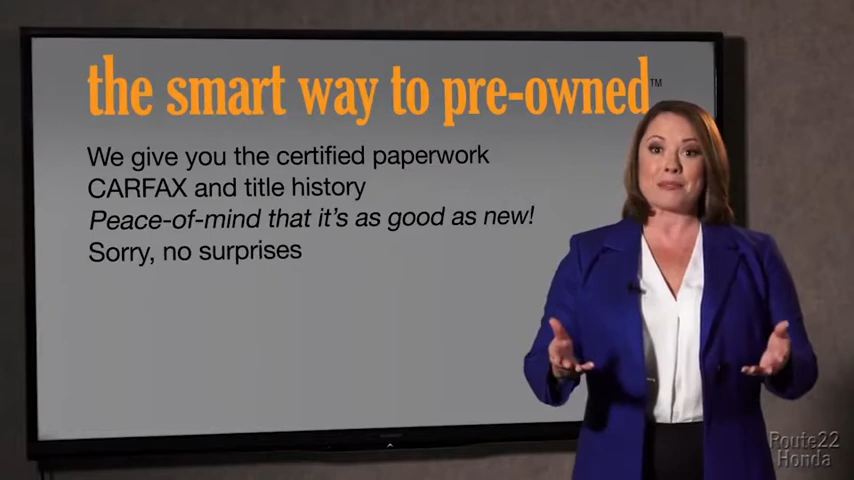 the smart way to pre-owned™
We give you the certified paperwork
CARFAX and title history
Peace-of-mind that it's as good as new!
Sorry, no surprises
Route22
Honda